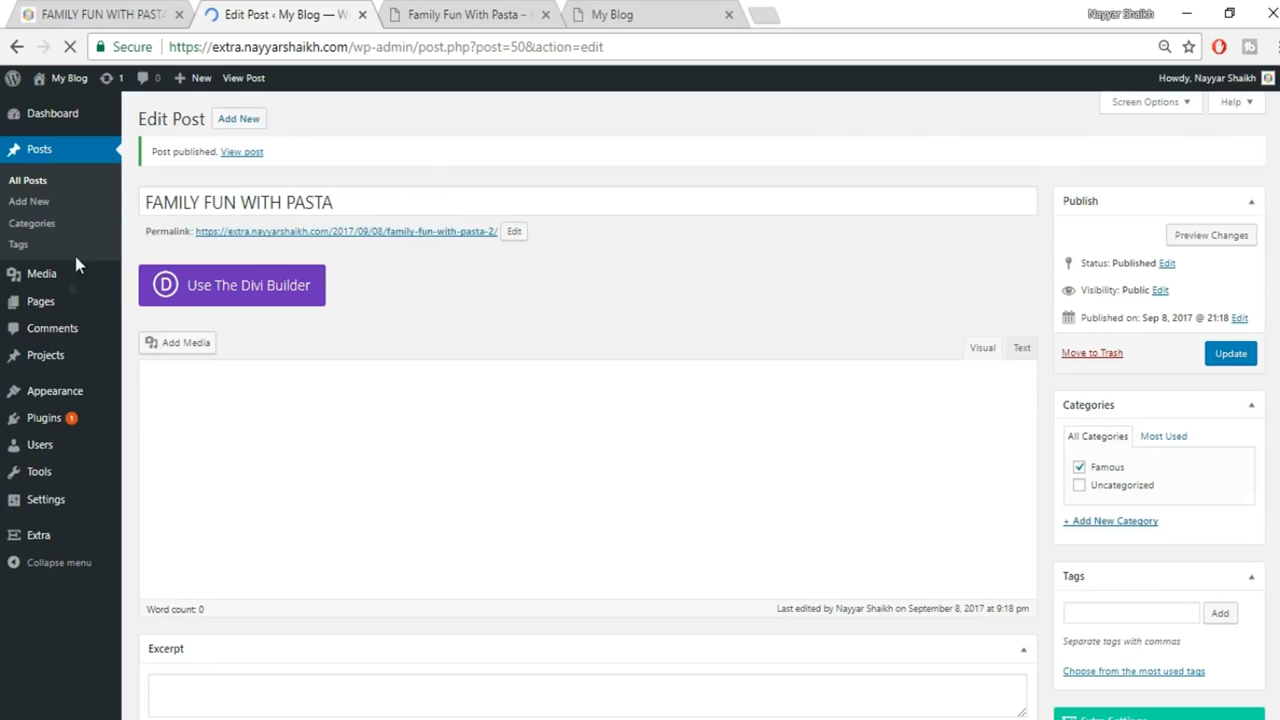 FAMILY FUN WITH PASTA
Edit Post ‹ My Blog — W
Family Fun With Pasta –
My Blog
Nayyar Shaikh
Secure
https://extra.nayyarshaikh.com/wp-admin/post.php?post=50&action=edit
My Blog
1
0
New
View Post
Howdy, Nayyar Shaikh
Dashboard
Posts
All Posts
Add New
Categories
Tags
Media
Pages
Comments
Projects
Appearance
Plugins 1
Users
Tools
Settings
Extra
Collapse menu
Screen Options
Help
Edit Post
Add New
Post published. View post
FAMILY FUN WITH PASTA
Permalink: https://extra.nayyarshaikh.com/2017/09/08/family-fun-with-pasta-2/ Edit
D Use The Divi Builder
Add Media
Visual
Text
Word count: 0
Last edited by Nayyar Shaikh on September 8, 2017 at 9:18 pm
Excerpt
Publish
Preview Changes
Status: Published Edit
Visibility: Public Edit
Published on: Sep 8, 2017 @ 21:18 Edit
Move to Trash
Update
Categories
All Categories
Most Used
Famous
Uncategorized
+ Add New Category
Tags
Add
Separate tags with commas
Choose from the most used tags
Extra Settings